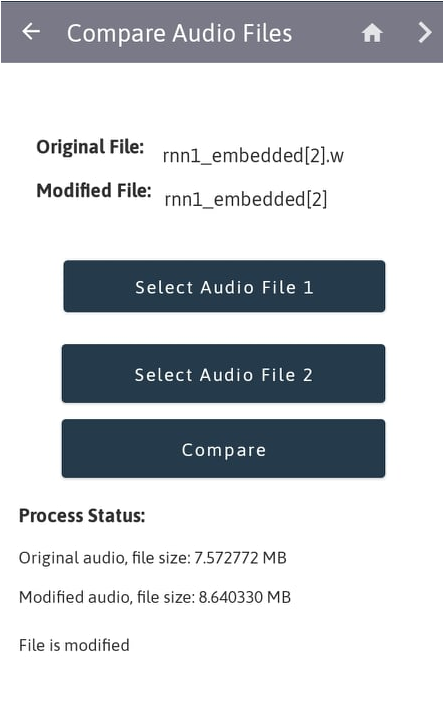 Compare Audio Files
Original File: rnn1_embedded[2].w
Modified File: rnn1_embedded[2]
Select Audio File 1
Select Audio File 2
Compare
Process Status:
Original audio, file size: 7.572772 MB
Modified audio, file size: 8.640330 MB
File is modified